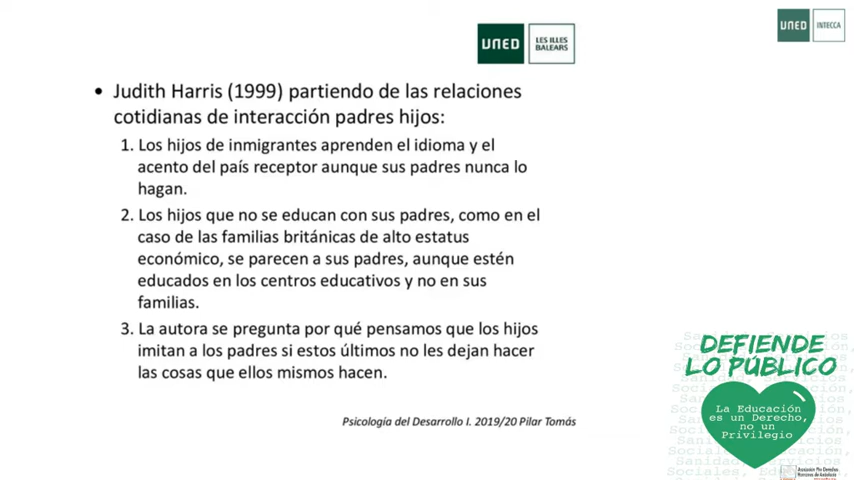 UNED
LES ILLES
BALEARS
UNED
INTECCA
• Judith Harris (1999) partiendo de las relaciones
cotidianas de interacción padres hijos:
1. Los hijos de inmigrantes aprenden el idioma y el
acento del país receptor aunque sus padres nunca lo
hagan.
2. Los hijos que no se educan con sus padres, como en el
caso de las familias británicas de alto estatus
económico, se parecen a sus padres, aunque estén
educados en los centros educativos y no en sus
familias.
3. La autora se pregunta por qué pensamos que los hijos
imitan a los padres si estos últimos no les dejan hacer
las cosas que ellos mismos hacen.
Psicología del Desarrollo I. 2019/20 Pilar Tomás
DEFIENDE
LO PÚBLICO
La Educación
es un Derecho,
no un
Privilegio